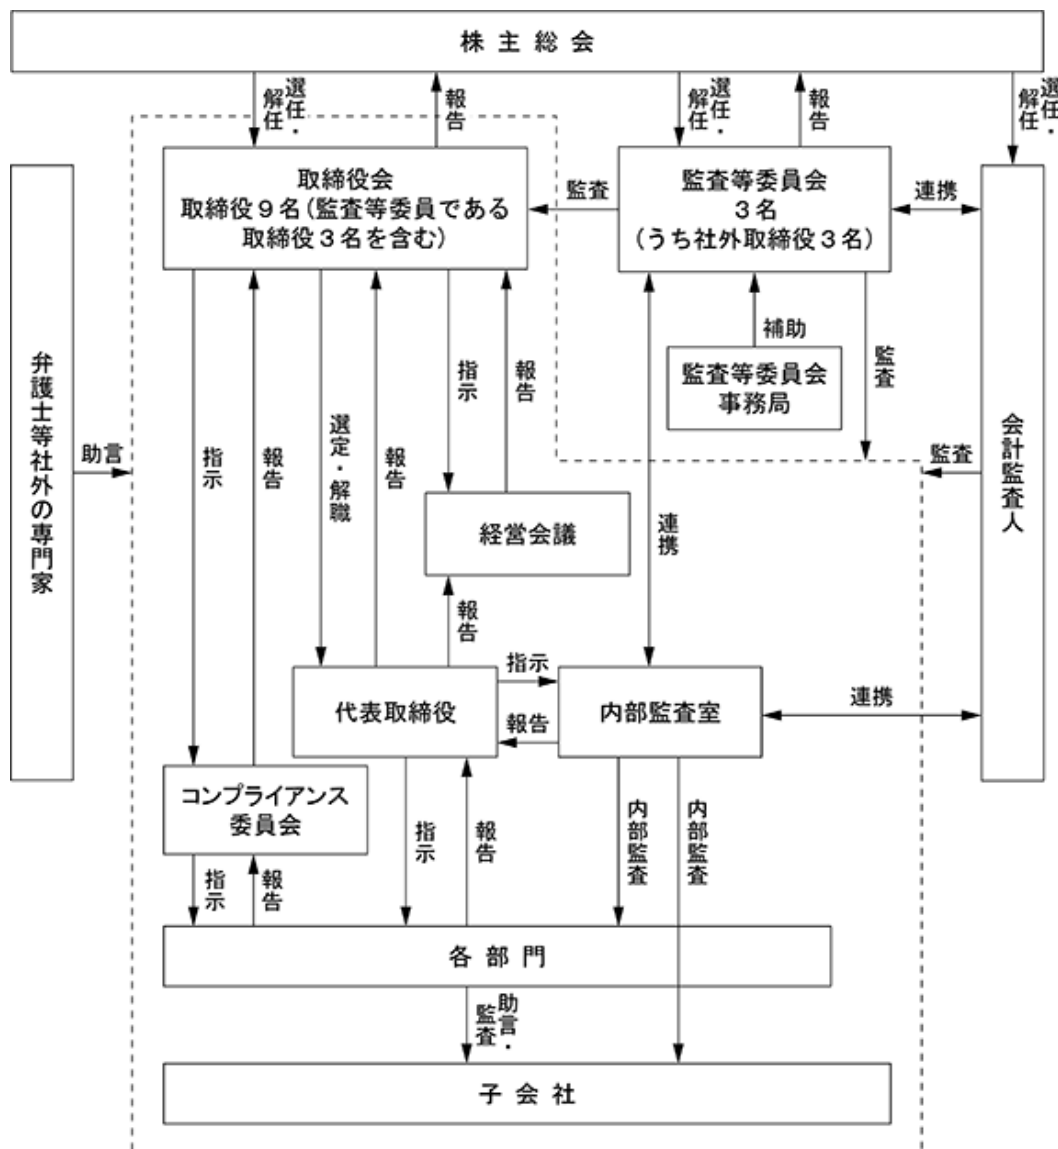 株主総会
選任・
解任
報告
選任・
解任
報告
選任・
解任
取締役会
取締役9名(監査等委員である
取締役3名を含む)
監査
監査等委員会
3名
(うち社外取締役3名)
連携
補助
監査等委員会
事務局
監査
弁護士等社外の専門家
助言
会計監査人
監査
指示
報告
選定・解職
報告
指示
報告
経営会議
連携
報告
代表取締役
指示
報告
内部監査室
連携
コンプライアンス
委員会
指示
報告
指示
報告
内部監査
内部監査
各部門
助言・
監査
子会社